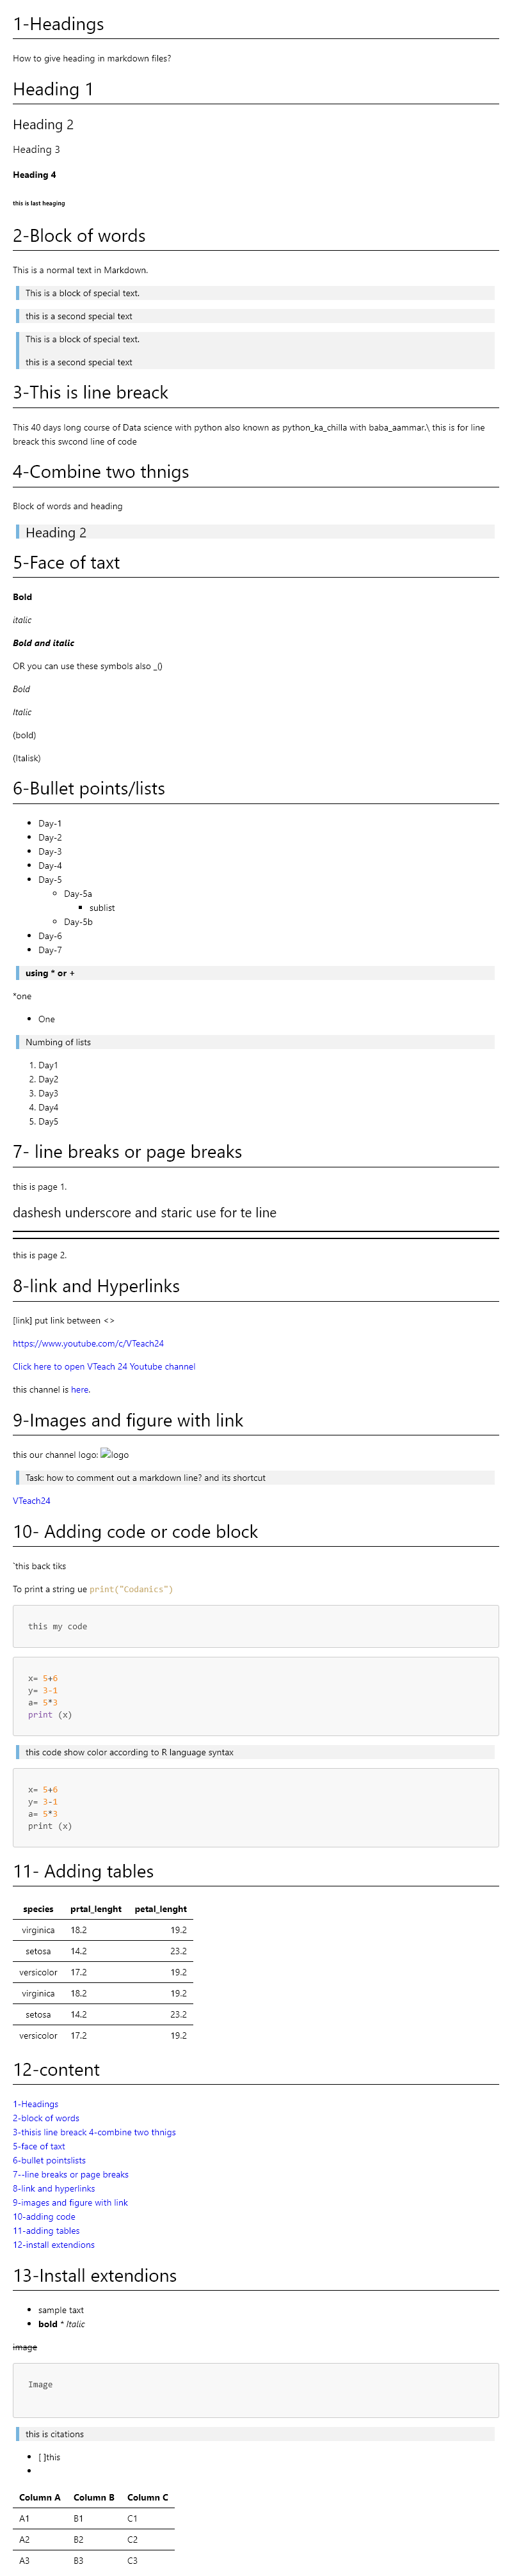 1-Headings
How to give heading in markdown files?
Heading 1
Heading 2
Heading 3
Heading 4
this is last heaging
2-Block of words
This is a normal text in Markdown.
This is a block of special text.
this is a second special text
This is a block of special text.
this is a second special text
3-This is line breack
This 40 days long course of Data science with python also known as python_ka_chilla with baba_aammar.\ this is for line
breack this swcond line of code
4-Combine two thnigs
Block of words and heading
Heading 2
5-Face of taxt
Bold
italic
Bold and italic
OR you can use these symbols also _()
Bold
Italic
(bold)
(Italisk)
6-Bullet points/lists
• Day-1
• Day-2
• Day-3
• Day-4
• Day-5
◦ Day-5a
▪ sublist
◦ Day-5b
• Day-6
• Day-7
using * or +
*one
• One
Numbing of lists
1. Day1
2. Day2
3. Day3
4. Day4
5. Day5
7- line breaks or page breaks
this is page 1.
dashesh underscore and staric use for te line
this is page 2.
8-link and Hyperlinks
[link] put link between <>
https://www.youtube.com/c/VTeach24
Click here to open VTeach 24 Youtube channel
this channel is here.
9-Images and figure with link
this our channel logo: logo
Task: how to comment out a markdown line? and its shortcut
VTeach24
10- Adding code or code block
`this back tiks
To print a string ue print("Codanics")
this my code
x= 5+6
y= 3-1
a= 5*3
print (x)
this code show color according to R language syntax
x= 5+6
y= 3-1
a= 5*3
print (x)
11- Adding tables
species prtal_lenght petal_lenght
virginica 18.2 19.2
setosa 14.2 23.2
versicolor 17.2 19.2
virginica 18.2 19.2
setosa 14.2 23.2
versicolor 17.2 19.2
12-content
1-Headings
2-block of words
3-thisis line breack 4-combine two thnigs
5-face of taxt
6-bullet pointslists
7--line breaks or page breaks
8-link and hyperlinks
9-images and figure with link
10-adding code
11-adding tables
12-install extendions
13-Install extendions
• sample taxt
• bold * Italic
image
Image
this is citations
• [ ]this
•
Column A Column B Column C
A1 B1 C1
A2 B2 C2
A3 B3 C3